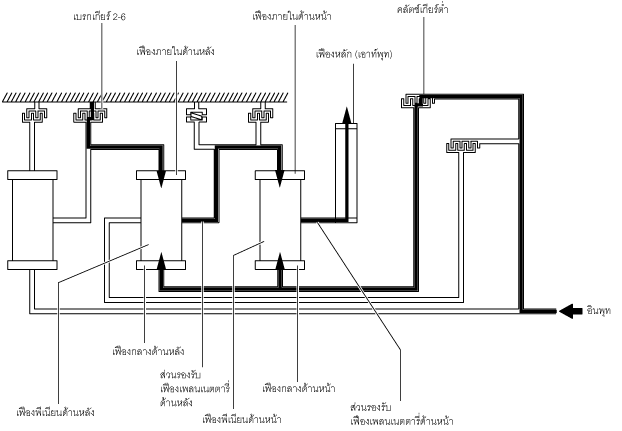 คลัตช์เกียร์ต่ำ
เบรกเกียร์ 2-6
เฟืองภายในด้านหน้า
เฟืองภายในด้านหลัง
เฟืองหลัก (เอาท์พุท)
อินพุท
เฟืองกลางด้านหลัง
ส่วนรองรับ
เฟืองเพลนเนตตารี่
ด้านหลัง
เฟืองกลางด้านหน้า
เฟืองพีเนียนด้านหลัง
เฟืองพีเนียนด้านหน้า
ส่วนรองรับ
เฟืองเพลนเนตตารี่ด้านหน้า